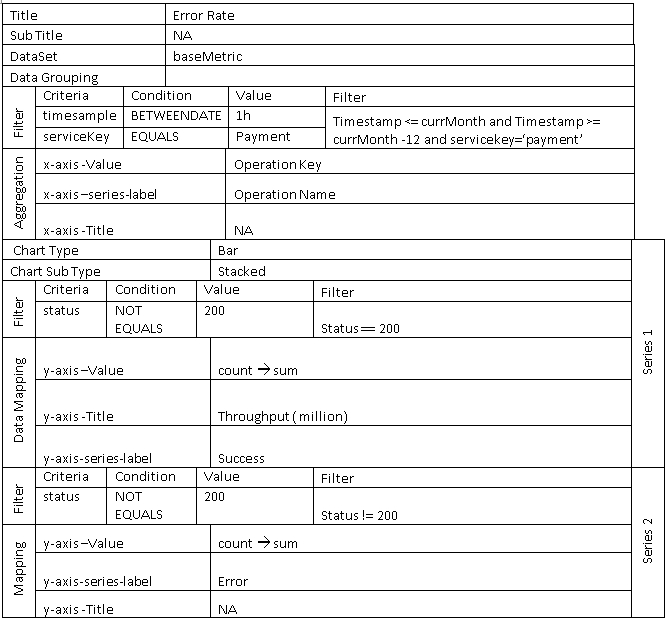 Title Error Rate
Sub Title NA
DataSet baseMetric
Data Grouping
Filter
Criteria Condition Value Filter
timesample BETWEENDATE 1h
serviceKey EQUALS Payment
Timestamp <= currMonth and Timestamp >=
currMonth -12 and servicekey=‘payment’
Aggregation
x-axis -Value Operation Key
x-axis –series-label Operation Name
x-axis -Title NA
Chart Type Bar
Chart Sub Type Stacked
Series 1
Filter
Criteria Condition Value Filter
status NOT 200
EQUALS
Status == 200
Data Mapping
y-axis –Value count → sum
y-axis -Title Throughput ( million)
y-axis-series-label Success
Series 2
Filter
Criteria Condition Value Filter
status NOT 200
EQUALS
Status != 200
Mapping
y-axis –Value count → sum
y-axis-series-label Error
y-axis -Title NA